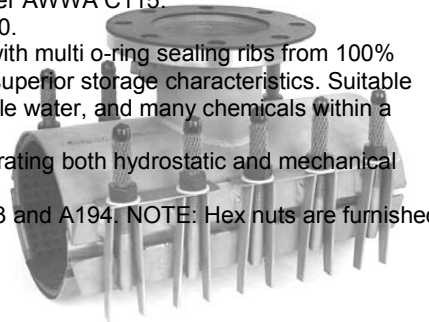 er AWWA C115.
0.
with multi o-ring sealing ribs from 100%
superior storage characteristics. Suitable
le water, and many chemicals within a
rating both hydrostatic and mechanical
3 and A194. NOTE: Hex nuts are furnished